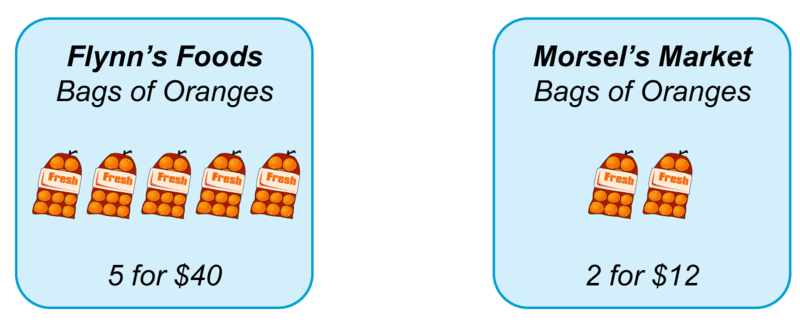 Flynn’s Foods
Bags of Oranges
Fresh Fresh Fresh Fresh Fresh
5 for $40
Morsel’s Market
Bags of Oranges
Fresh Fresh
2 for $12